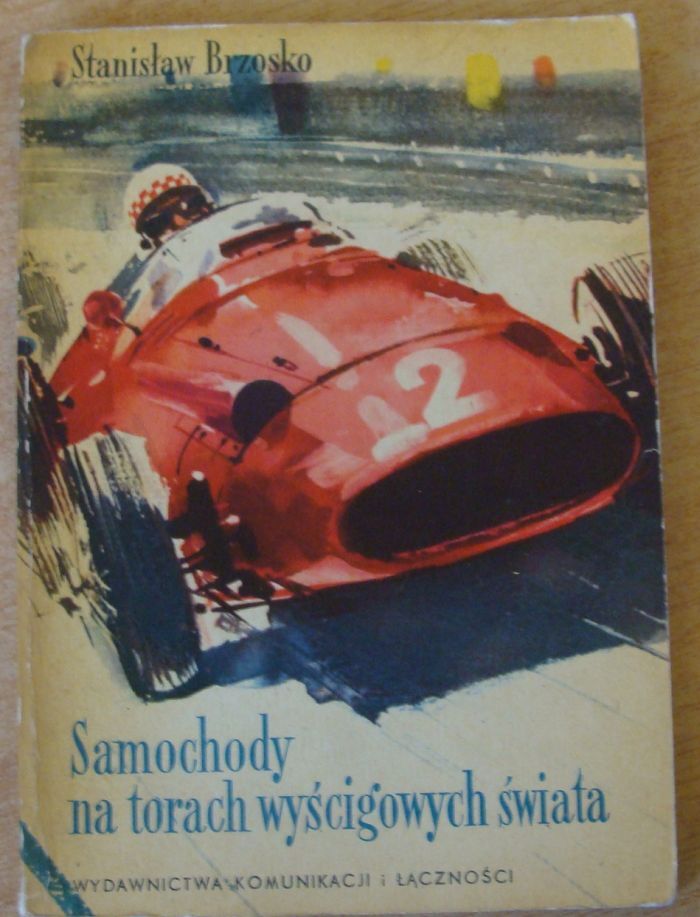 Stanisław Brzosko
2
Samochody
na torach wyścigowych świata
WYDAWNICTWA KOMUNIKACJI i ŁĄCZNOŚCI